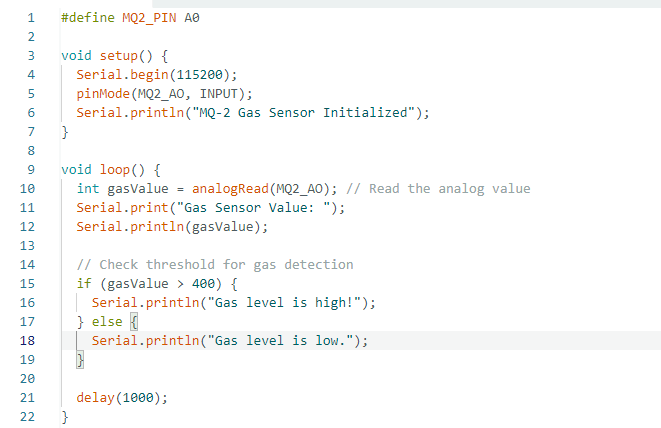 1 #define MQ2_PIN A0
2
3 void setup() {
4   Serial.begin(115200);
5   pinMode(MQ2_AO, INPUT);
6   Serial.println("MQ-2 Gas Sensor Initialized");
7 }
8
9 void loop() {
10   int gasValue = analogRead(MQ2_AO); // Read the analog value
11   Serial.print("Gas Sensor Value: ");
12   Serial.println(gasValue);
13
14   // Check threshold for gas detection
15   if (gasValue > 400) {
16     Serial.println("Gas level is high!");
17   } else {
18     Serial.println("Gas level is low.");
19   }
20
21   delay(1000);
22 }